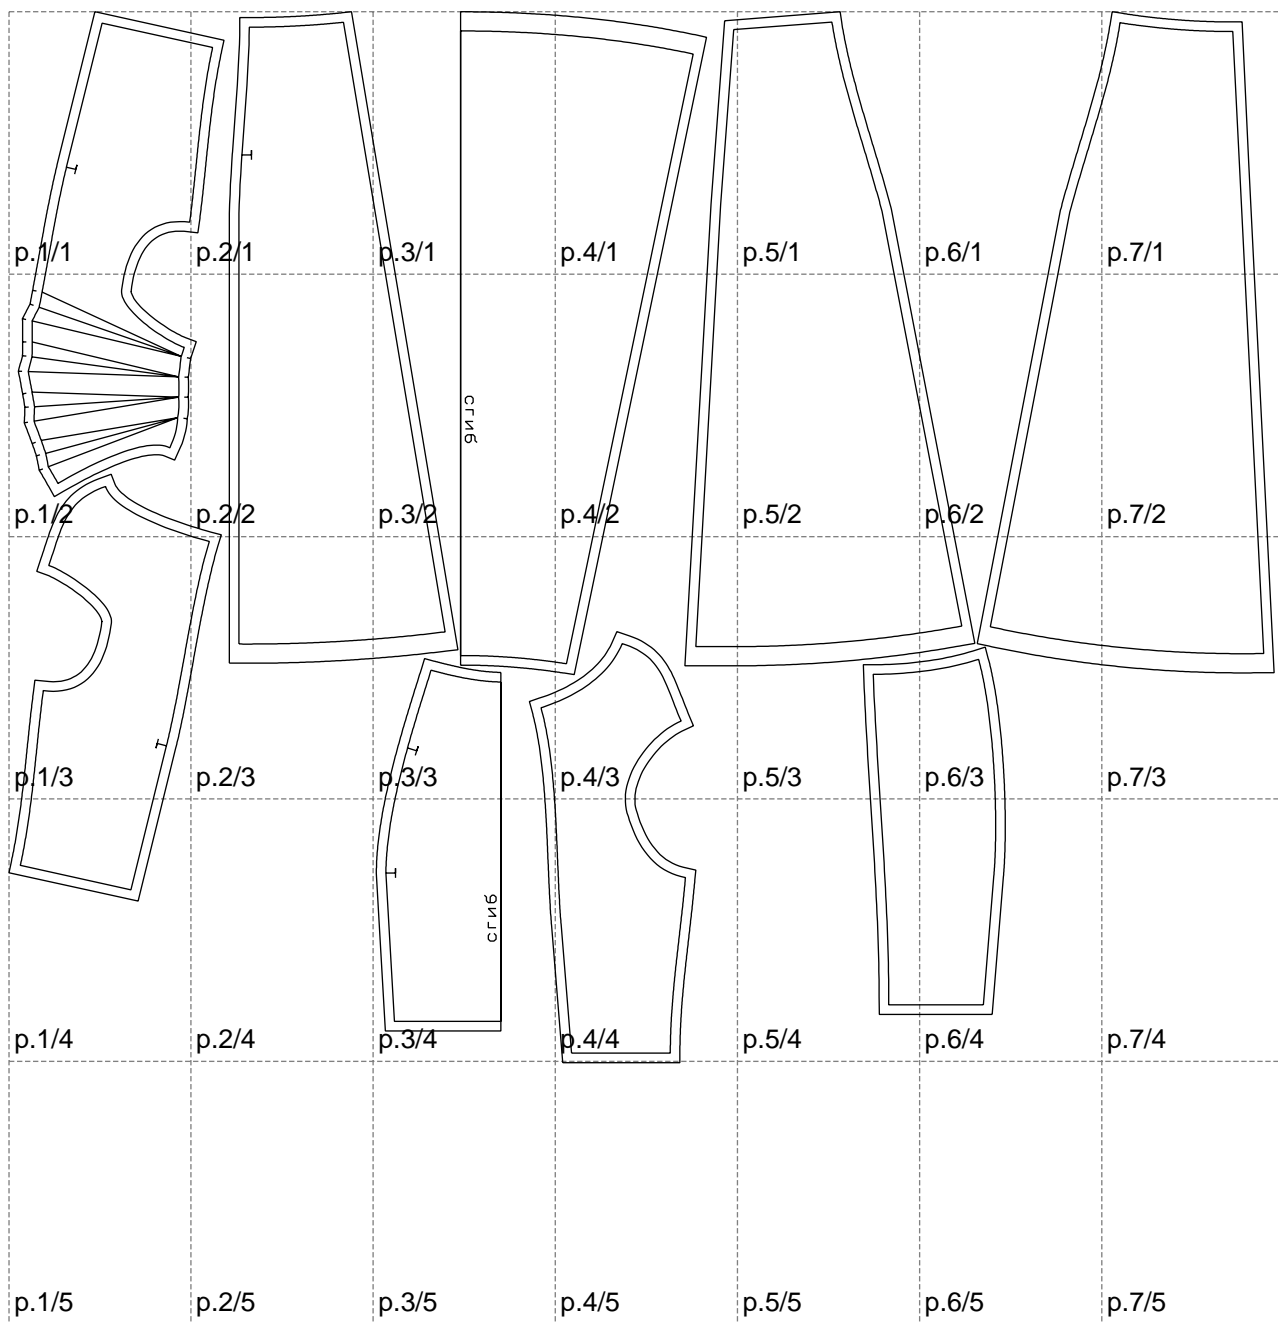 p.1/1 p.2/1 p.3/1 p.4/1 p.5/1 p.6/1 p.7/1
сгиб
p.1/2 p.2/2 p.3/2 p.4/2 p.5/2 p.6/2 p.7/2
p.1/3 p.2/3 p.3/3 p.4/3 p.5/3 p.6/3 p.7/3
сгиб
p.1/4 p.2/4 p.3/4 p.4/4 p.5/4 p.6/4 p.7/4
p.1/5 p.2/5 p.3/5 p.4/5 p.5/5 p.6/5 p.7/5